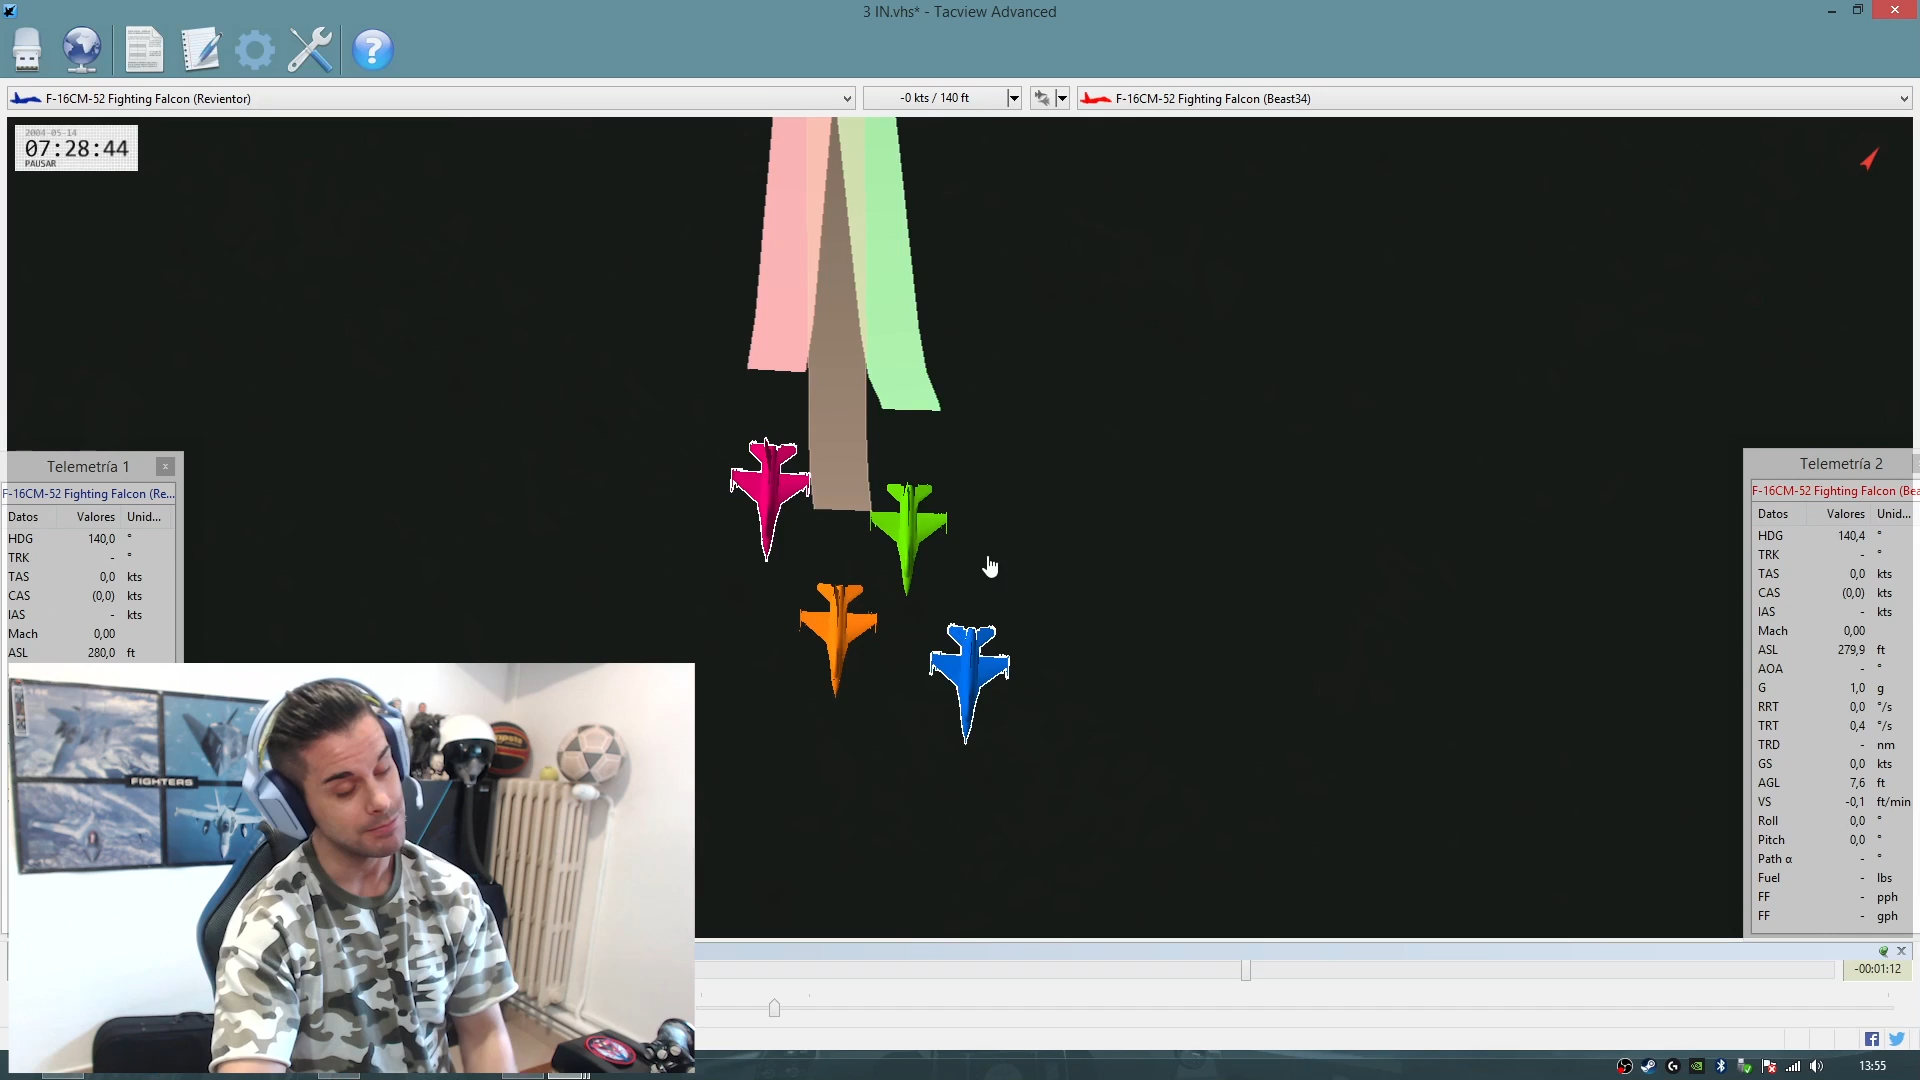 3 IN.vhs* - Tacview Advanced
F-16CM-52 Fighting Falcon (Revientor)
-0 kts / 140 ft
F-16CM-52 Fighting Falcon (Beast34)
2004-05-14
07:28:44
PAUSAR
Telemetría 1
x
F-16CM-52 Fighting Falcon (Re...
Datos Valores Unid...
HDG 140,0 °
TRK - °
TAS 0,0 kts
CAS (0,0) kts
IAS - kts
Mach 0,00
ASL 280,0 ft
Telemetría 2
F-16CM-52 Fighting Falcon (Bea
Datos Valores Unid...
HDG 140,4 °
TRK - °
TAS 0,0 kts
CAS (0,0) kts
IAS - kts
Mach 0,00
ASL 279,9 ft
AOA - °
G 1,0 g
RRT 0,0 °/s
TRT 0,4 °/s
TRD - nm
GS 0,0 kts
AGL 7,6 ft
VS -0,1 ft/min
Roll 0,0 °
Pitch 0,0 °
Path α - °
Fuel - lbs
FF - pph
FF - gph
FIGHTERS
-00:01:12
13:55